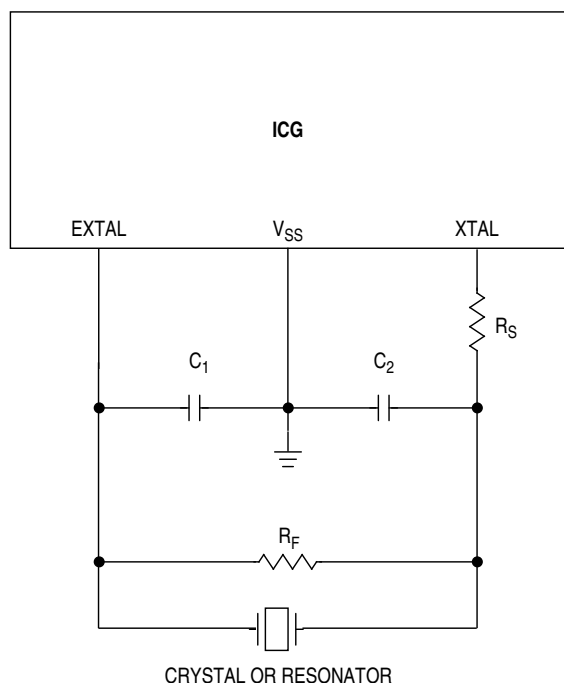 ICG
EXTAL VSS XTAL
RS
C1 C2
RF
CRYSTAL OR RESONATOR